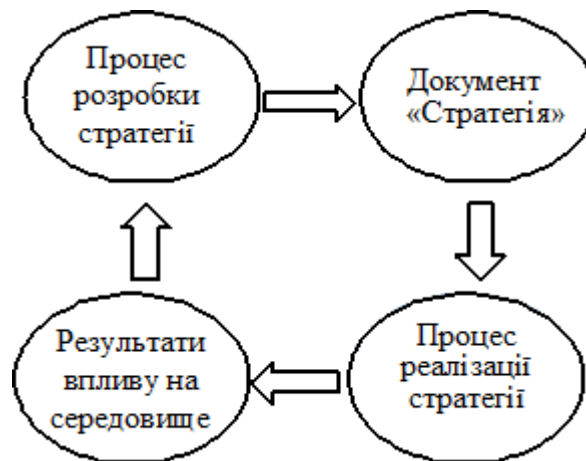 Процес
розробки
стратегії
Документ
«Стратегія»
Процес
реалізації
стратегії
Результати
впливу на
середовище